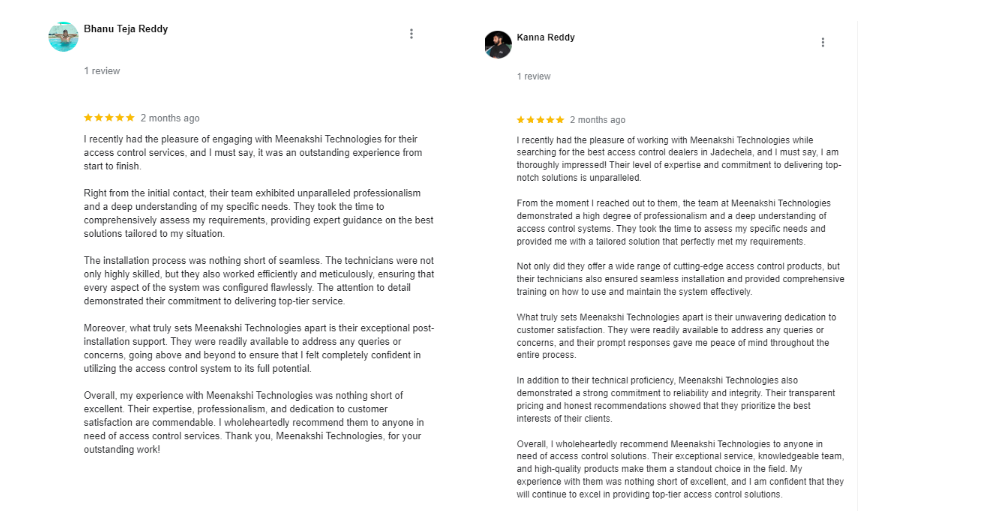 Bhanu Teja Reddy
1 review
2 months ago
I recently had the pleasure of engaging with Meenakshi Technologies for their
access control services, and I must say, it was an outstanding experience from
start to finish.
Right from the initial contact, their team exhibited unparalleled professionalism
and a deep understanding of my specific needs. They took the time to
comprehensively assess my requirements, providing expert guidance on the best
solutions tailored to my situation.
The installation process was nothing short of seamless. The technicians were not
only highly skilled, but they also worked efficiently and meticulously, ensuring that
every aspect of the system was configured flawlessly. The attention to detail
demonstrated their commitment to delivering top-tier service.
Moreover, what truly sets Meenakshi Technologies apart is their exceptional post-
installation support. They were readily available to address any queries or
concerns, going above and beyond to ensure that I felt completely confident in
utilizing the access control system to its full potential.
Overall, my experience with Meenakshi Technologies was nothing short of
excellent. Their expertise, professionalism, and dedication to customer
satisfaction are commendable. I wholeheartedly recommend them to anyone in
need of access control services. Thank you, Meenakshi Technologies, for your
outstanding work!
Kanna Reddy
1 review
2 months ago
I recently had the pleasure of working with Meenakshi Technologies while
searching for the best access control dealers in Jadechela, and I must say, I am
thoroughly impressed! Their level of expertise and commitment to delivering top-
notch solutions is unparalleled.
From the moment I reached out to them, the team at Meenakshi Technologies
demonstrated a high degree of professionalism and a deep understanding of
access control systems. They took the time to assess my specific needs and
provided me with a tailored solution that perfectly met my requirements.
Not only did they offer a wide range of cutting-edge access control products, but
their technicians also ensured seamless installation and provided comprehensive
training on how to use and maintain the system effectively.
What truly sets Meenakshi Technologies apart is their unwavering dedication to
customer satisfaction. They were readily available to address any queries or
concerns, and their prompt responses gave me peace of mind throughout the
entire process.
In addition to their technical proficiency, Meenakshi Technologies also
demonstrated a strong commitment to reliability and integrity. Their transparent
pricing and honest recommendations showed that they prioritize the best
interests of their clients.
Overall, I wholeheartedly recommend Meenakshi Technologies to anyone in
need of access control solutions. Their exceptional service, knowledgeable team,
and high-quality products make them a standout choice in the field. My
experience with them was nothing short of excellent, and I am confident that they
will continue to excel in providing top-tier access control solutions.